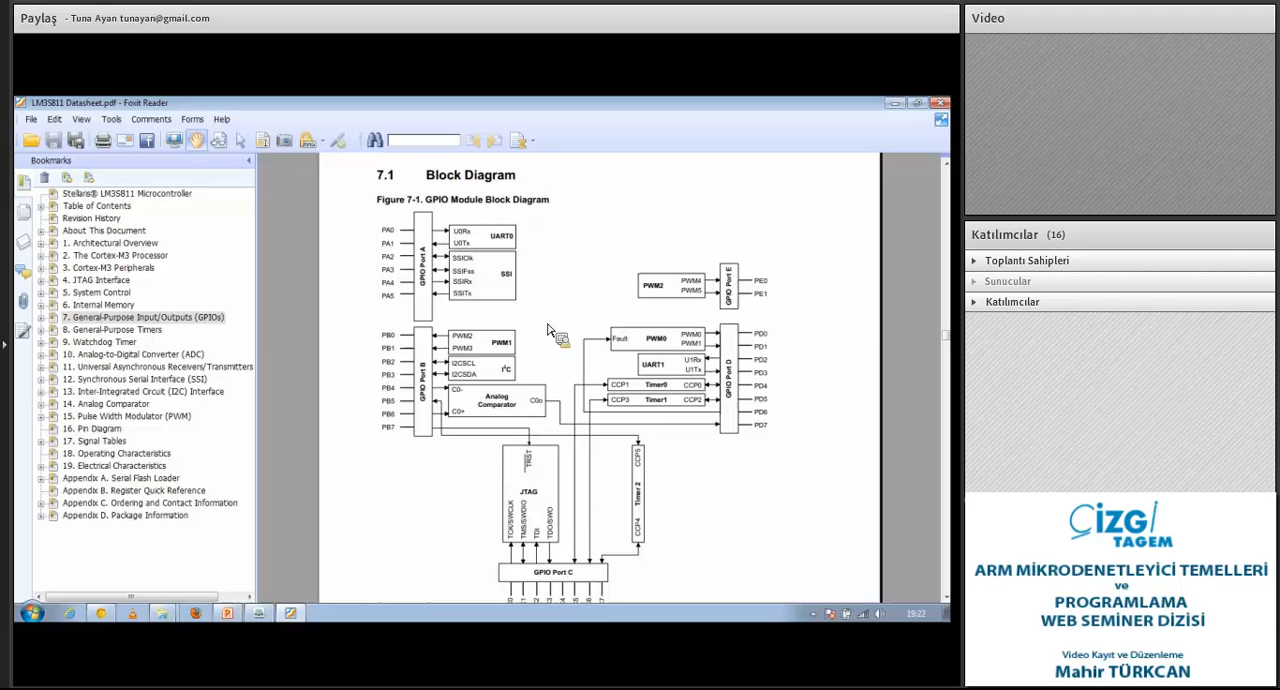 Paylaş - Tuna Ayan tunayan@gmail.com
Video
LM3S811 Datasheet.pdf - Foxit Reader
File Edit View Tools Comments Forms Help
Bookmarks
Stellaris® LM3S811 Microcontroller
Table of Contents
Revision History
About This Document
1. Architectural Overview
2. The Cortex-M3 Processor
3. Cortex-M3 Peripherals
4. JTAG Interface
5. System Control
6. Internal Memory
7. General-Purpose Input/Outputs (GPIOs)
8. General-Purpose Timers
9. Watchdog Timer
10. Analog-to-Digital Converter (ADC)
11. Universal Asynchronous Receivers/Transmitters
12. Synchronous Serial Interface (SSI)
13. Inter-Integrated Circuit (I2C) Interface
14. Analog Comparator
15. Pulse Width Modulator (PWM)
16. Pin Diagram
17. Signal Tables
18. Operating Characteristics
19. Electrical Characteristics
Appendix A. Serial Flash Loader
Appendix B. Register Quick Reference
Appendix C. Ordering and Contact Information
Appendix D. Package Information
7.1 Block Diagram
Figure 7-1. GPIO Module Block Diagram
PA0
PA1
PA2
PA3
PA4
PA5
GPIO Port A
U0Rx
U0Tx
UART0
SSIClk
SSIFss
SSIRx
SSITx
SSI
PWM2
PWM4
PWM5
GPIO Port E
PE0
PE1
PB0
PB1
PB2
PB3
PB4
PB5
PB6
PB7
GPIO Port B
PWM2
PWM3
PWM1
I2CSCL
I2CSDA
I²C
C0-
Analog
Comparator
C0o
C0+
Fault
PWM0
PWM0
PWM1
UART1
U1Rx
U1Tx
CCP1 Timer0 CCP0
CCP3 Timer1 CCP2
GPIO Port D
PD0
PD1
PD2
PD3
PD4
PD5
PD6
PD7
TRST
JTAG
TCK/SWCLK
TMS/SWDIO
TDI
TDO/SWO
CCP5
Timer 2
CCP4
GPIO Port C
19:22
Katılımcılar (16)
Toplantı Sahipleri
Sunucular
Katılımcılar
ÇİZGİ
TAGEM
ARM MİKRODENETLEYİCİ TEMELLERİ
ve
PROGRAMLAMA
WEB SEMİNER DİZİSİ
Video Kayıt ve Düzenleme
Mahir TÜRKCAN